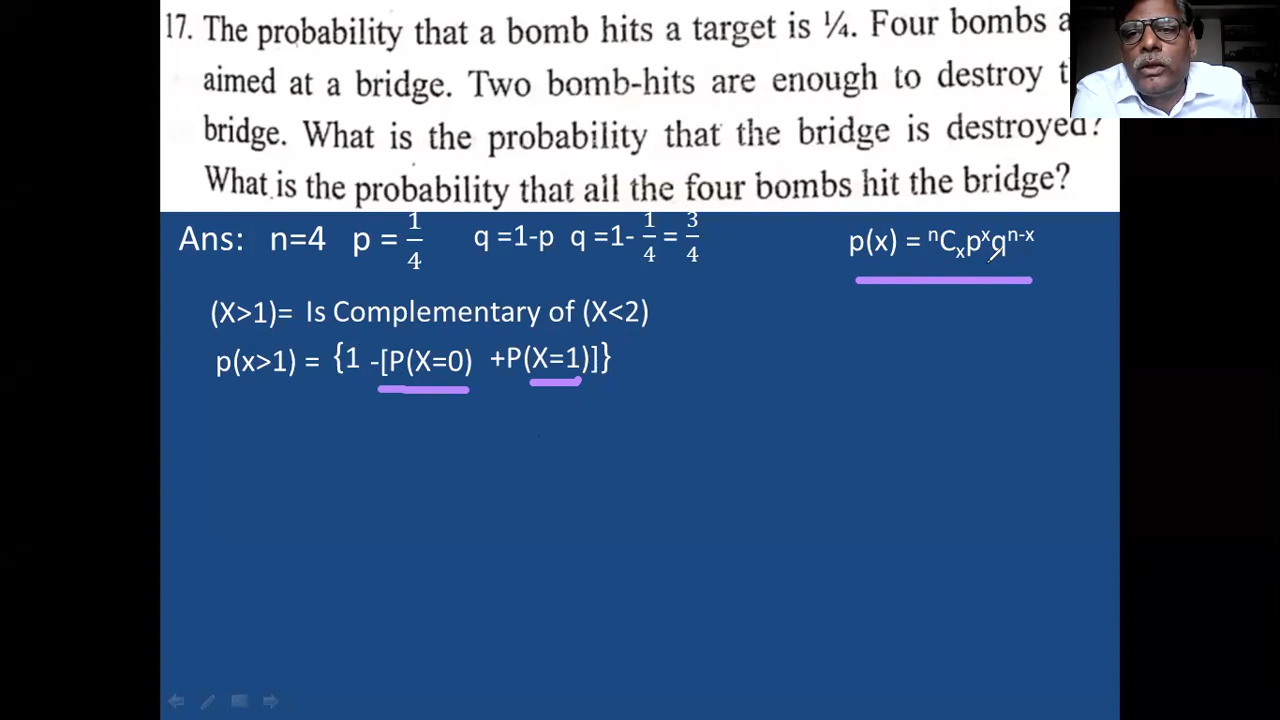 17. The probability that a bomb hits a target is ¼. Four bombs a
aimed at a bridge. Two bomb-hits are enough to destroy t
bridge. What is the probability that the bridge is destroyed?
What is the probability that all the four bombs hit the bridge?
Ans: n=4 p = 1/4 q =1-p q =1- 1/4 = 3/4 p(x) = ⁿCₓpˣqⁿ⁻ˣ
(X>1)= Is Complementary of (X<2)
p(x>1) = {1 -[P(X=0) +P(X=1)]}